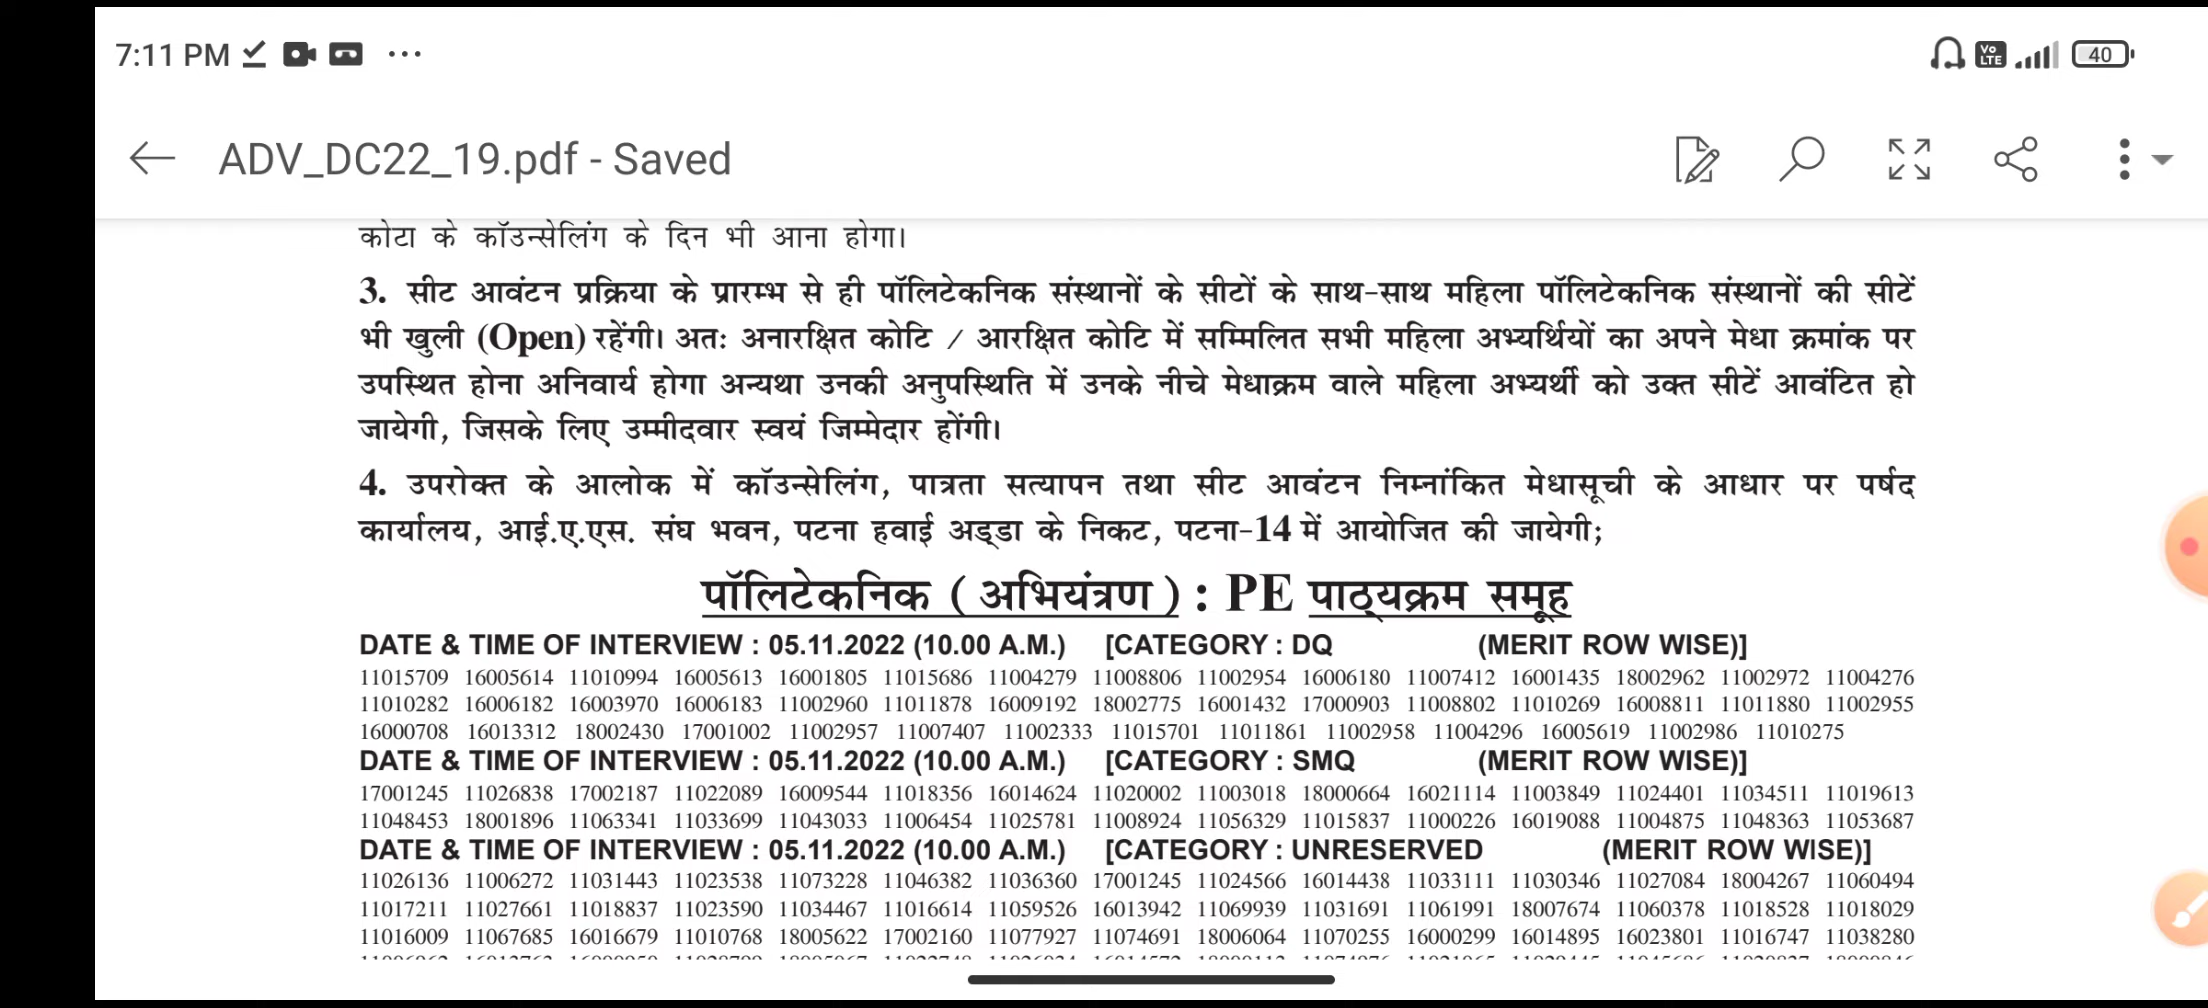 7:11 PM ...
Vo LTE 40
ADV_DC22_19.pdf - Saved
कोटा के कॉउन्सेलिंग के दिन भी आना होगा।
3. सीट आवंटन प्रक्रिया के प्रारम्भ से ही पॉलिटेकनिक संस्थानों के सीटों के साथ-साथ महिला पॉलिटेकनिक संस्थानों की सीटें
भी खुली (Open) रहेंगी। अतः अनारक्षित कोटि / आरक्षित कोटि में सम्मिलित सभी महिला अभ्यर्थियों का अपने मेधा क्रमांक पर
उपस्थित होना अनिवार्य होगा अन्यथा उनकी अनुपस्थिति में उनके नीचे मेधाक्रम वाले महिला अभ्यर्थी को उक्त सीटें आवंटित हो
जायेगी, जिसके लिए उम्मीदवार स्वयं जिम्मेदार होंगी।
4. उपरोक्त के आलोक में कॉउन्सेलिंग, पात्रता सत्यापन तथा सीट आवंटन निम्नांकित मेधासूची के आधार पर पर्षद
कार्यालय, आई.ए.एस. संघ भवन, पटना हवाई अड्डा के निकट, पटना-14 में आयोजित की जायेगी;
पॉलिटेकनिक ( अभियंत्रण ) : PE पाठ्यक्रम समूह
DATE & TIME OF INTERVIEW : 05.11.2022 (10.00 A.M.) [CATEGORY : DQ (MERIT ROW WISE)]
11015709 16005614 11010994 16005613 16001805 11015686 11004279 11008806 11002954 16006180 11007412 16001435 18002962 11002972 11004276
11010282 16006182 16003970 16006183 11002960 11011878 16009192 18002775 16001432 17000903 11008802 11010269 16008811 11011880 11002955
16000708 16013312 18002430 17001002 11002957 11007407 11002333 11015701 11011861 11002958 11004296 16005619 11002986 11010275
DATE & TIME OF INTERVIEW : 05.11.2022 (10.00 A.M.) [CATEGORY : SMQ (MERIT ROW WISE)]
17001245 11026838 17002187 11022089 16009544 11018356 16014624 11020002 11003018 18000664 16021114 11003849 11024401 11034511 11019613
11048453 18001896 11063341 11033699 11043033 11006454 11025781 11008924 11056329 11015837 11000226 16019088 11004875 11048363 11053687
DATE & TIME OF INTERVIEW : 05.11.2022 (10.00 A.M.) [CATEGORY : UNRESERVED (MERIT ROW WISE)]
11026136 11006272 11031443 11023538 11073228 11046382 11036360 17001245 11024566 16014438 11033111 11030346 11027084 18004267 11060494
11017211 11027661 11018837 11023590 11034467 11016614 11059526 16013942 11069939 11031691 11061991 18007674 11060378 11018528 11018029
11016009 11067685 16016679 11010768 18005622 17002160 11077927 11074691 18006064 11070255 16000299 16014895 16023801 11016747 11038280